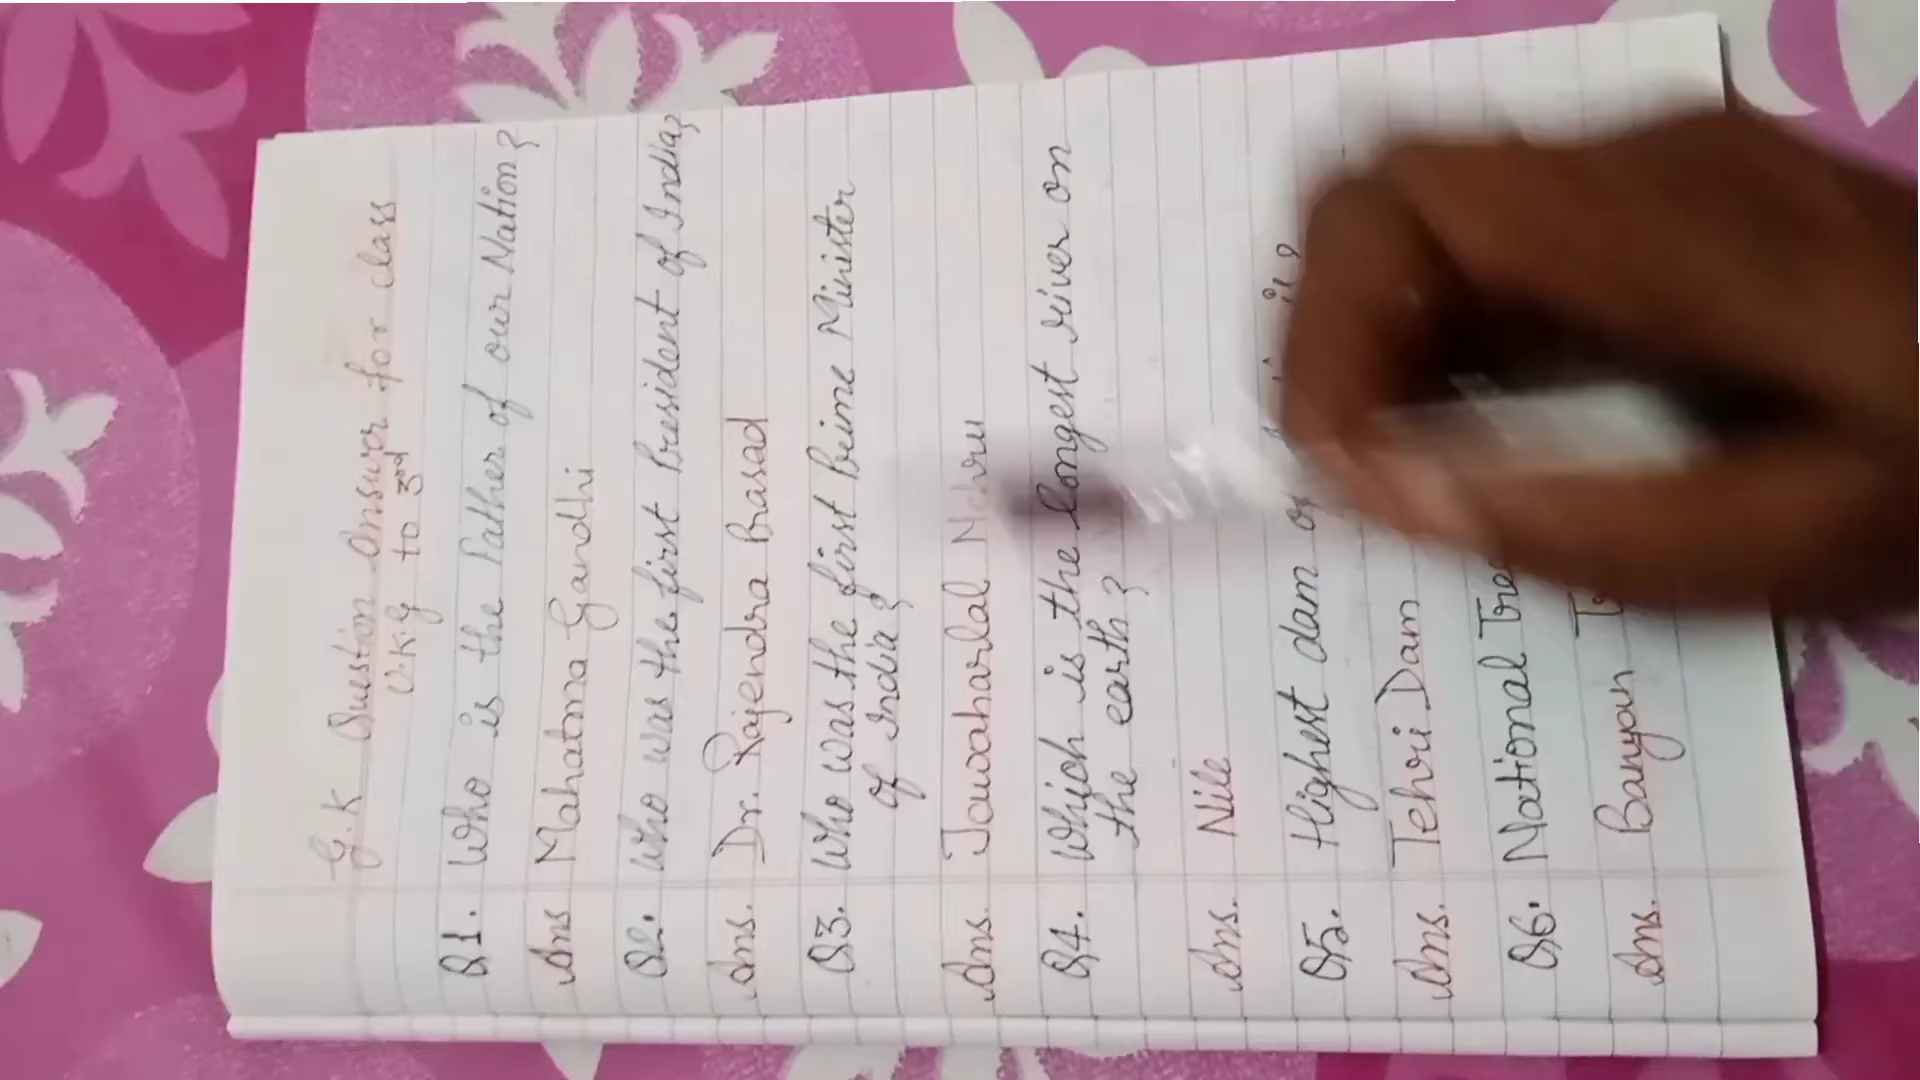 G.K Question Answer for class
U.K.G to 3rd
Q1. Who is the Father of our Nation?
Ans Mahatma Gandhi
Q2. Who was the first President of India?
Ans. Dr. Rajendra Prasad
Q3. Who was the first Prime Minister
of India?
Ans. Jawaharlal Nehru
Q4. Which is the longest river on
the earth?
Ans. Nile
Q5. Highest dam of
Ans. Tehri Dam
Q6. National Tree
Ans. Banyan